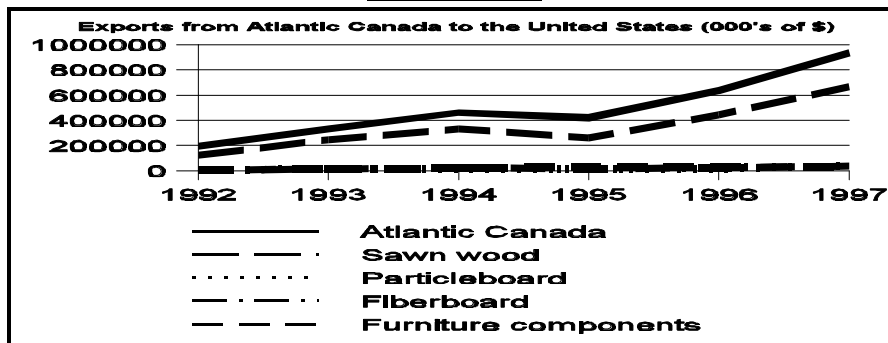 Exports from Atlantic Canada to the United States (000's of $)
1000000
800000
600000
400000
200000
0
1992 1993 1994 1995 1996 1997
Atlantic Canada
Sawn wood
Particleboard
Fiberboard
Furniture components